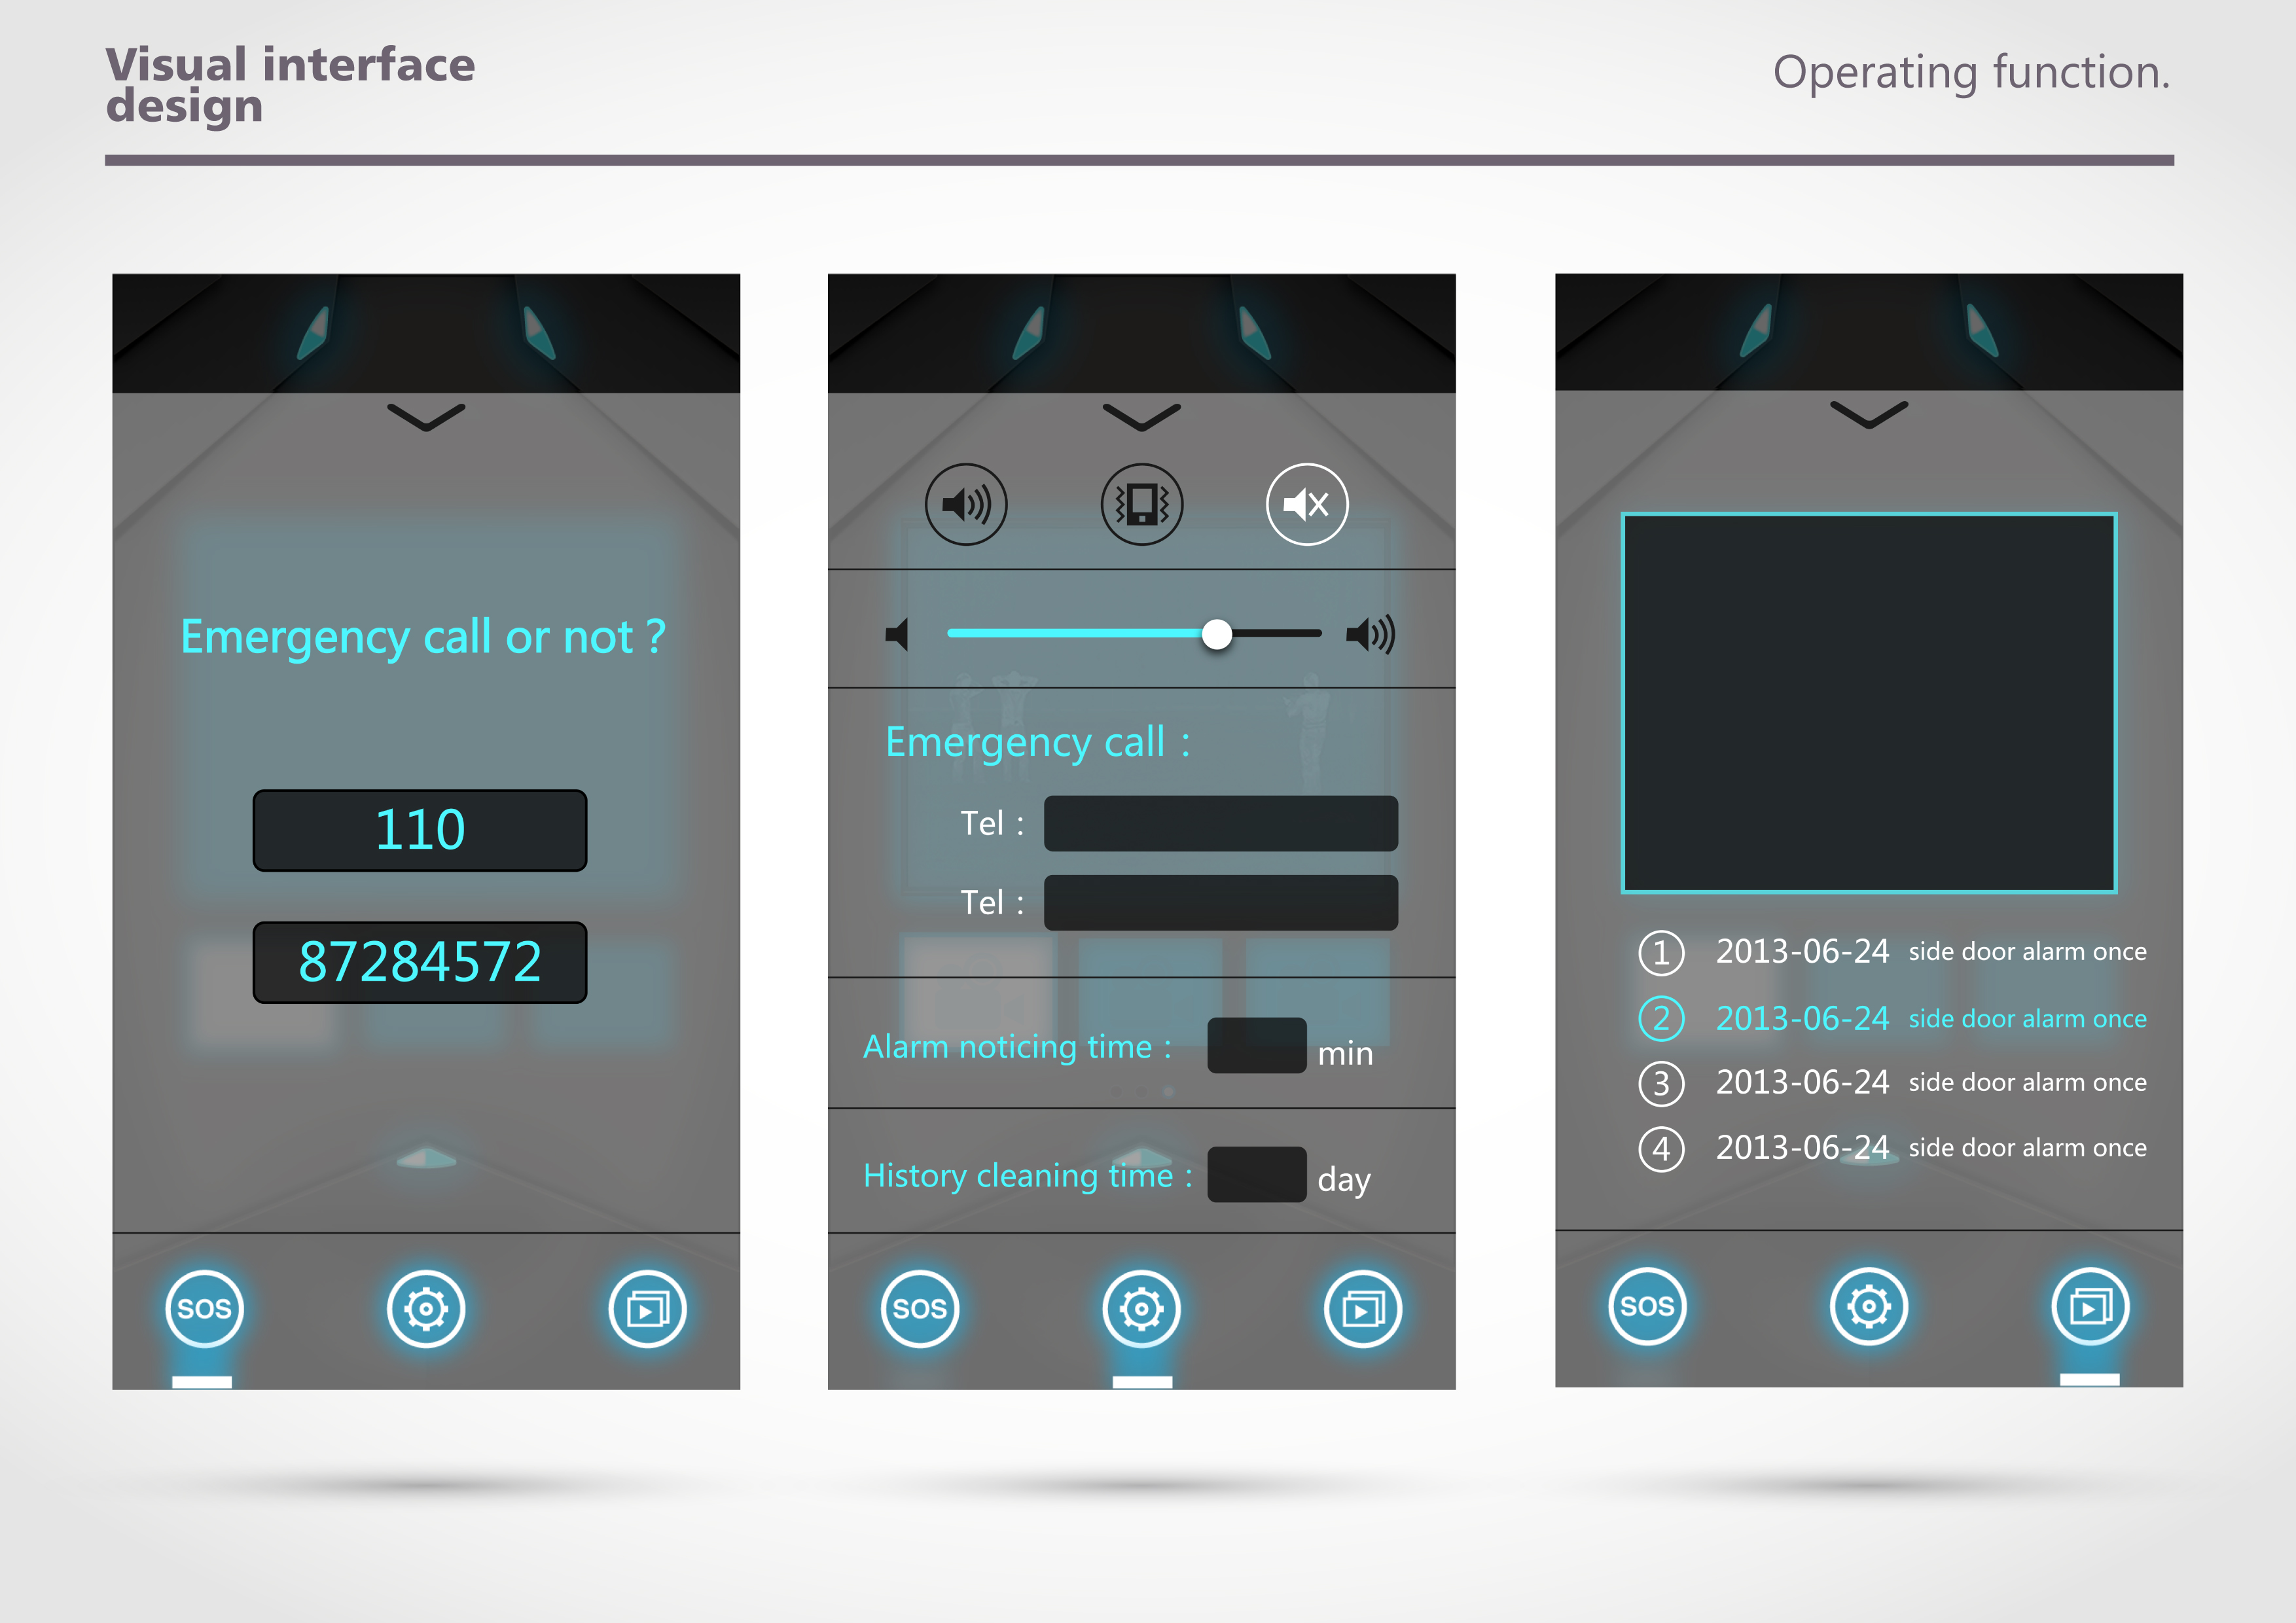 Visual interface
design
Operating function.
Emergency call or not ?
110
87284572
SOS
Emergency call :
Tel :
Tel :
Alarm noticing time : min
History cleaning time : day
SOS
1 2013-06-24 side door alarm once
2 2013-06-24 side door alarm once
3 2013-06-24 side door alarm once
4 2013-06-24 side door alarm once
SOS